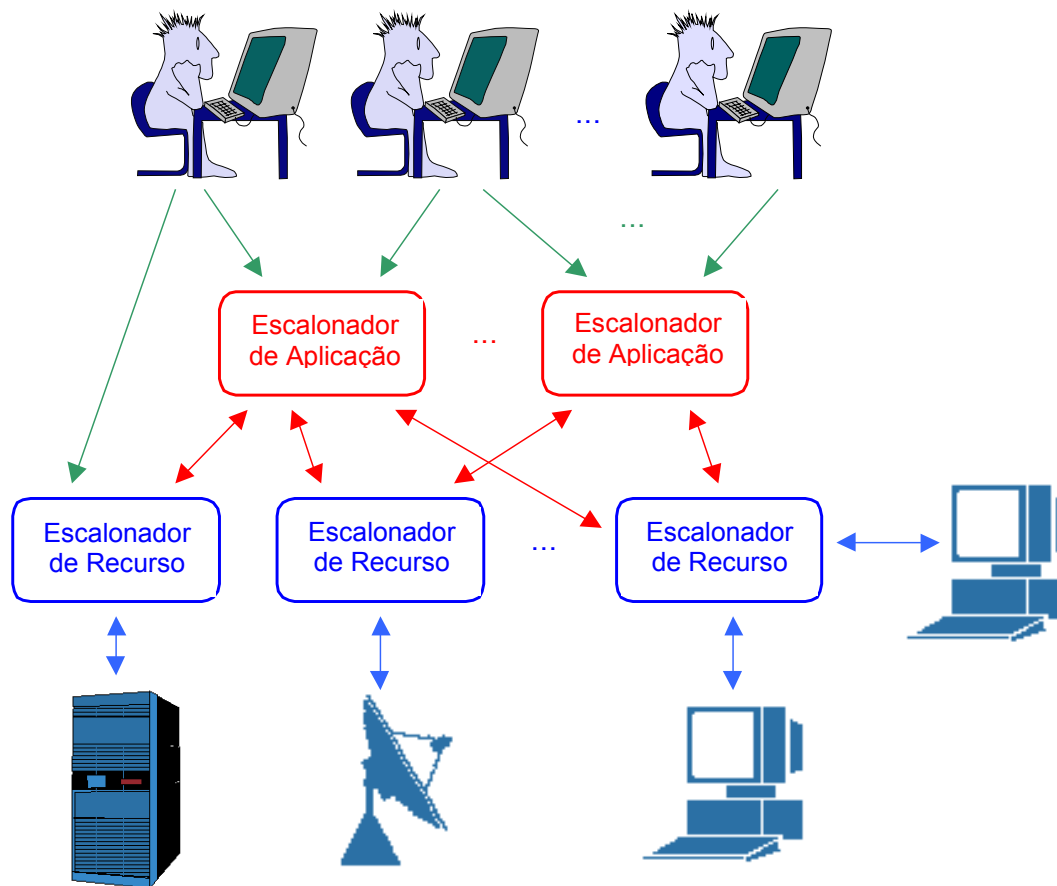 ...
...
Escalonador
de Aplicação
...
Escalonador
de Aplicação
Escalonador
de Recurso
Escalonador
de Recurso
...
Escalonador
de Recurso